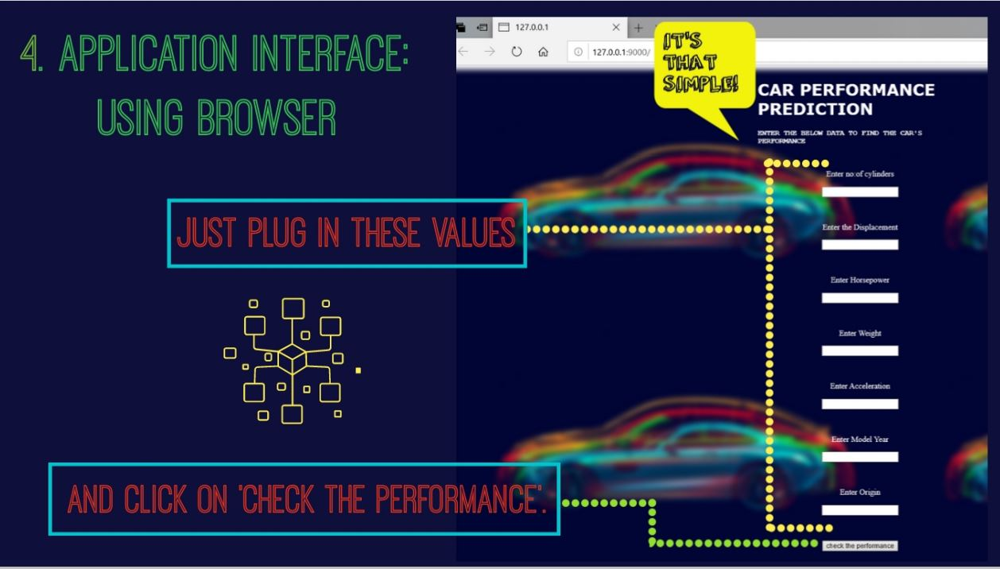 4. APPLICATION INTERFACE:
USING BROWSER
JUST PLUG IN THESE VALUES
AND CLICK ON 'CHECK THE PERFORMANCE'.
127.0.0.1
127.0.0.1:9000/
IT'S
THAT
SIMPLE!
CAR PERFORMANCE
PREDICTION
ENTER THE BELOW DATA TO FIND THE CAR'S
PERFORMANCE
Enter no:of cylinders
Enter the Displacement
Enter Horsepower
Enter Weight
Enter Acceleration
Enter Model Year
Enter Origin
check the performance